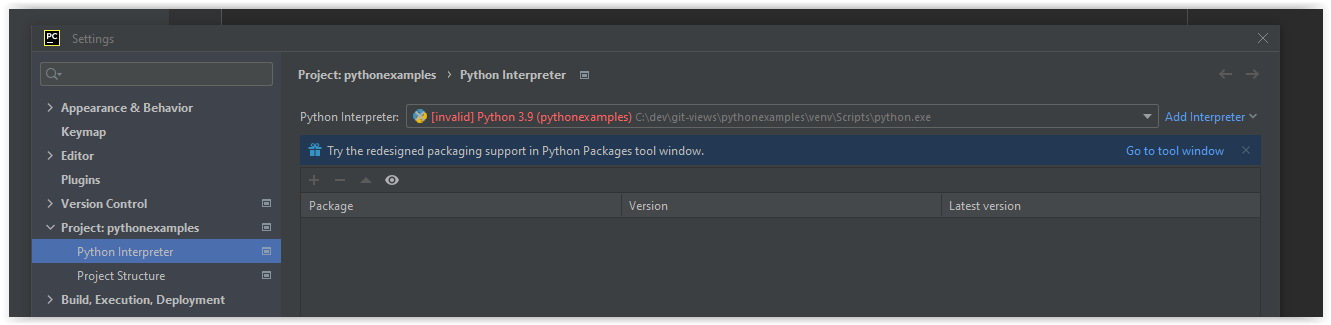 PC Settings
Project: pythonexamples › Python Interpreter
Appearance & Behavior
Python Interpreter: [invalid] Python 3.9 (pythonexamples) C:\dev\git-views\pythonexamples\venv\Scripts\python.exe Add Interpreter
Keymap
Editor
Try the redesigned packaging support in Python Packages tool window. Go to tool window
Plugins
Version Control
Package Version Latest version
Project: pythonexamples
Python Interpreter
Project Structure
Build, Execution, Deployment